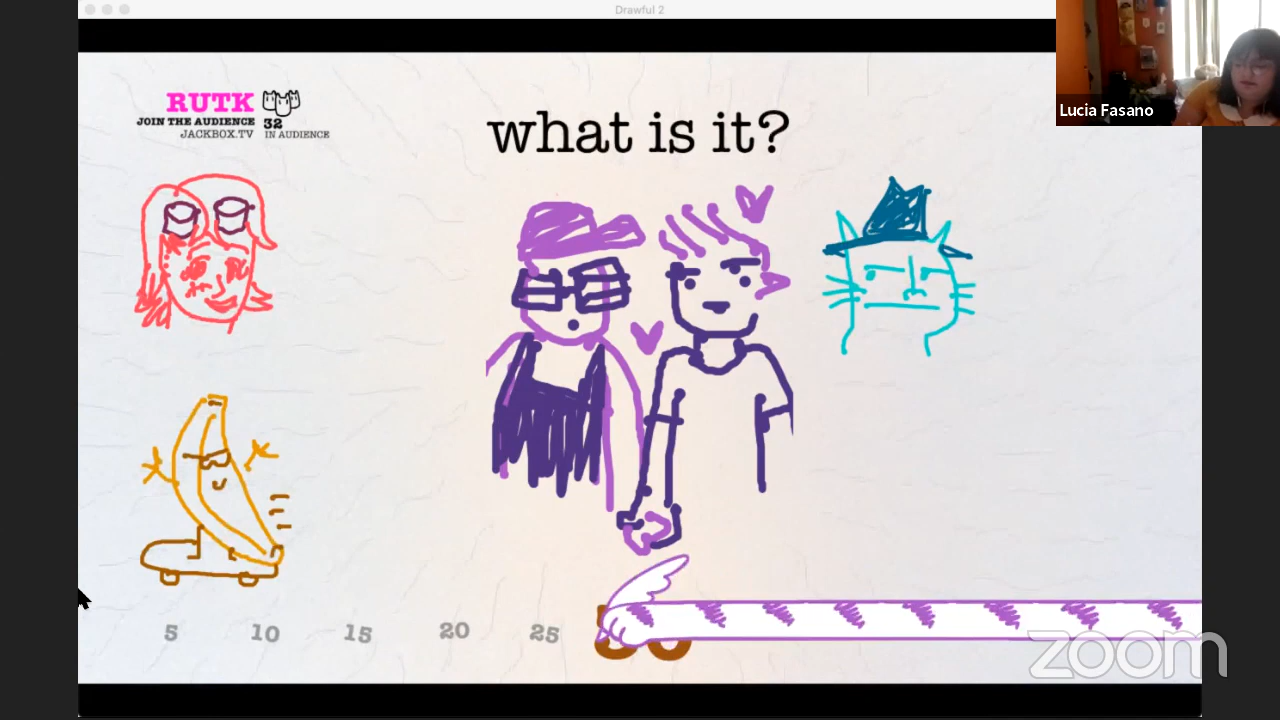 Drawful 2
RUTK
JOIN THE AUDIENCE
JACKBOX.TV
32
IN AUDIENCE
what is it?
Lucia Fasano
5 10 15 20 25
zoom